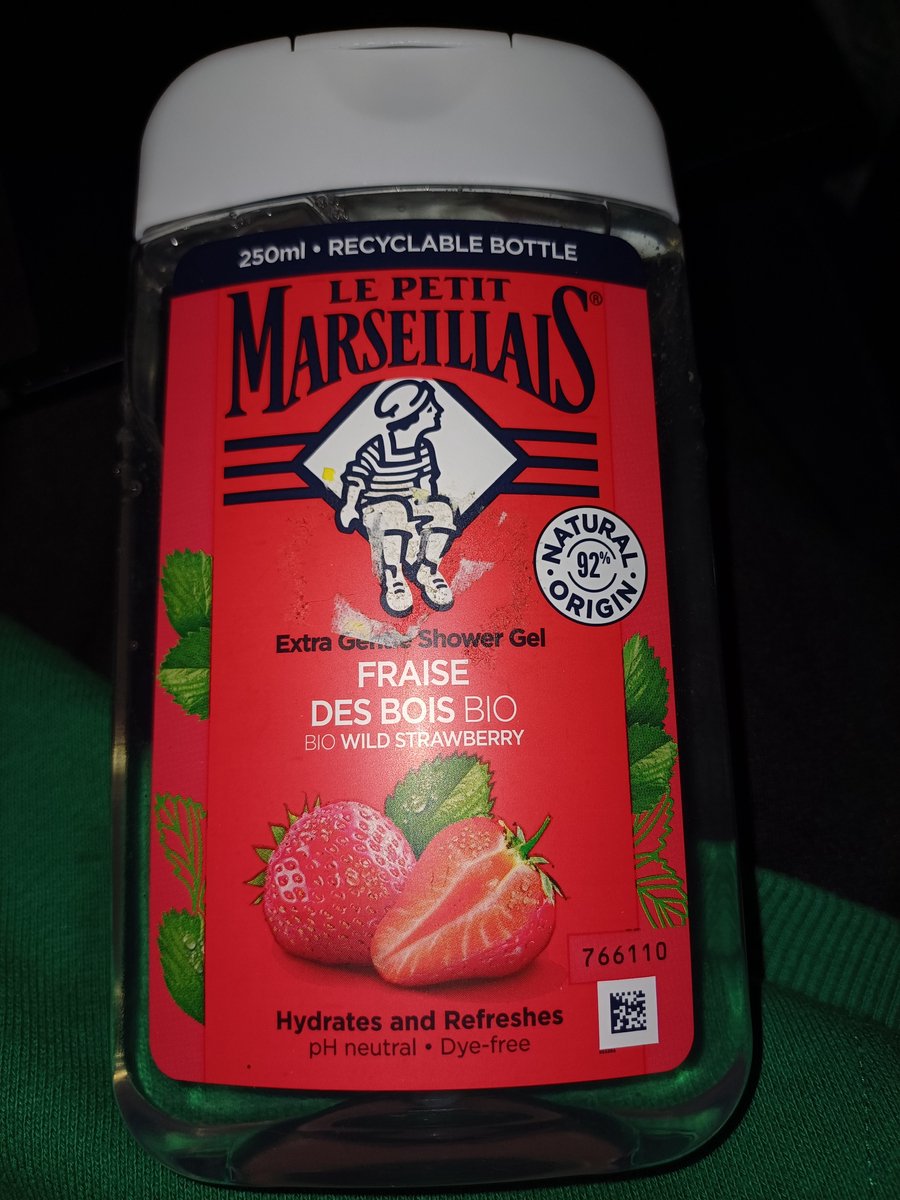 250ml • RECYCLABLE BOTTLE
LE PETIT
MARSEILLAIS®
NATURAL
92%
ORIGIN
Extra Gentle Shower Gel
FRAISE
DES BOIS BIO
BIO WILD STRAWBERRY
766110
Hydrates and Refreshes
pH neutral • Dye-free